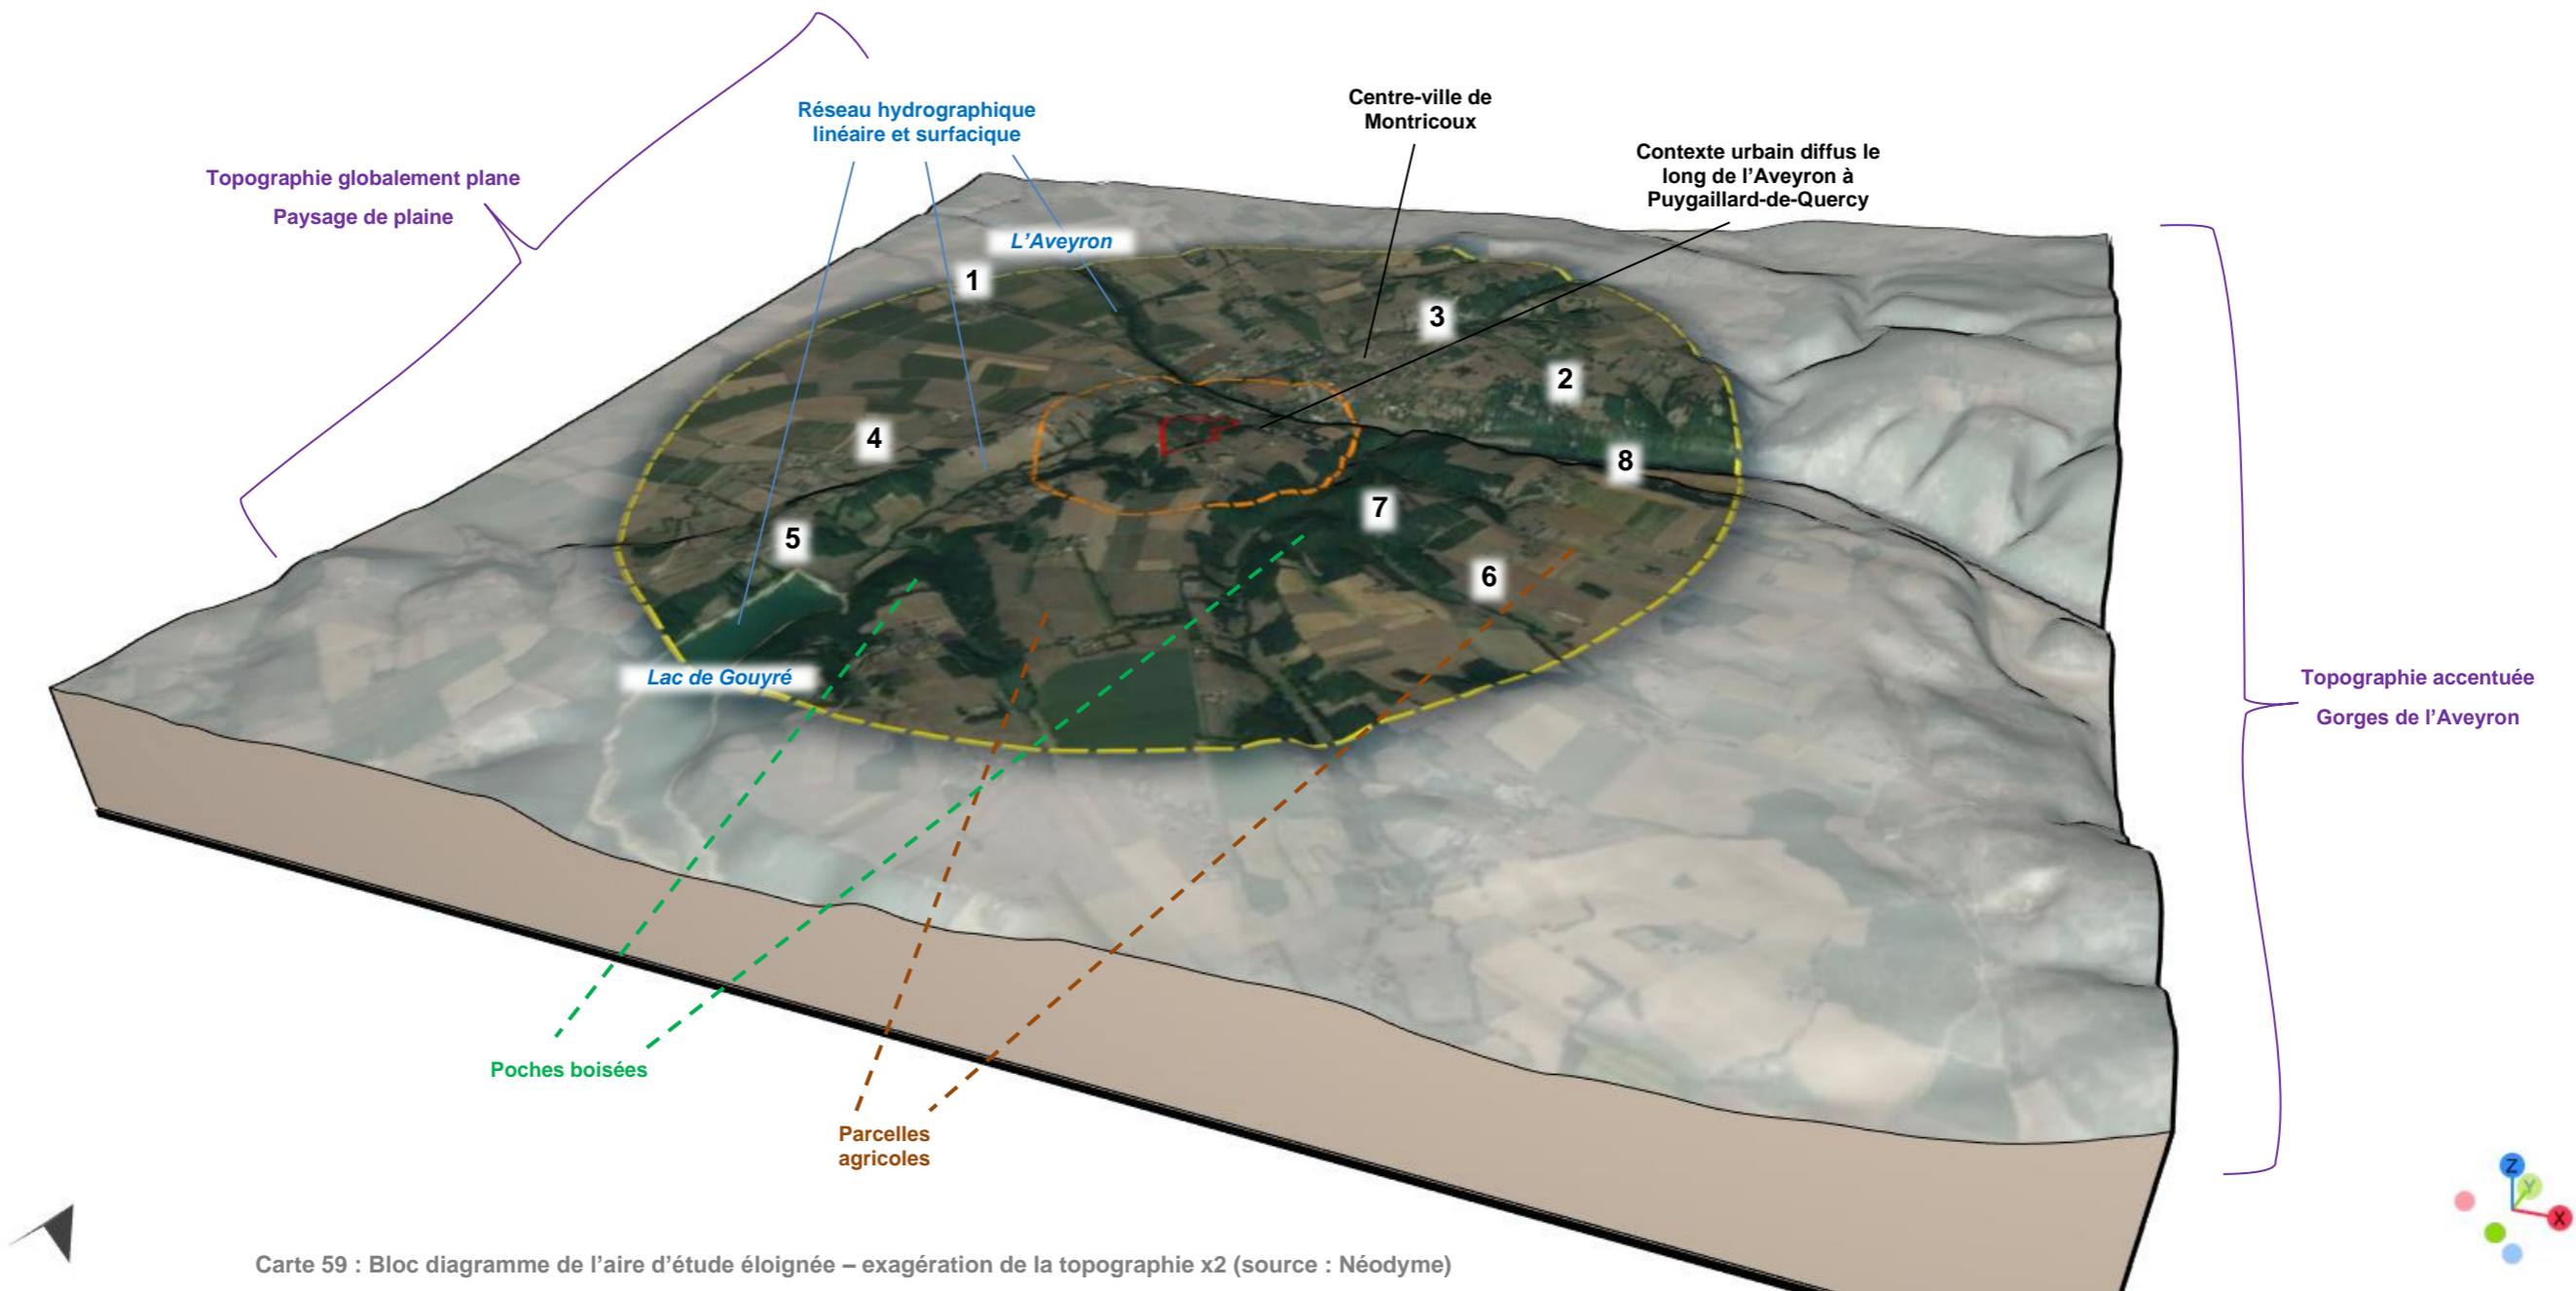 Réseau hydrographique
linéaire et surfacique
Centre-ville de
Montricoux
Contexte urbain diffus le
long de l'Aveyron à
Puygaillard-de-Quercy
Topographie globalement plane
Paysage de plaine
L'Aveyron
1
3
2
4
8
7
5
6
Lac de Gouyré
Topographie accentuée
Gorges de l'Aveyron
Poches boisées
Parcelles
agricoles
Z
Y
X
Carte 59 : Bloc diagramme de l'aire d'étude éloignée – exagération de la topographie x2 (source : Néodyme)